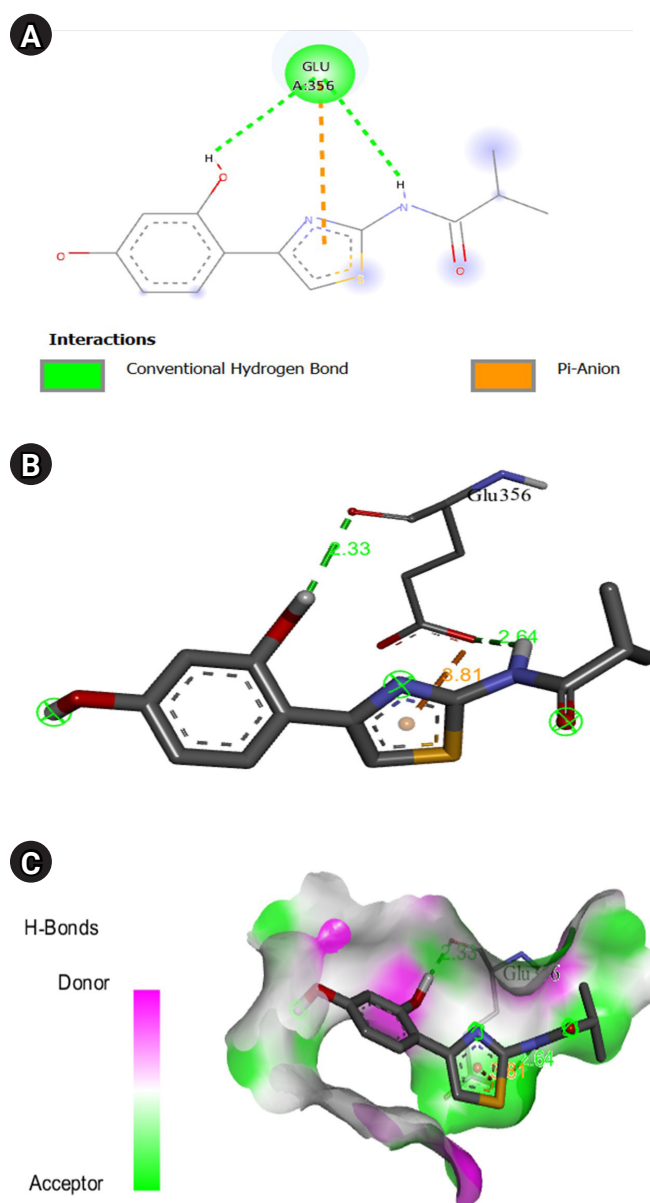 A
GLU
A:356
H
O
H
N
N
O
S
O
Interactions
Conventional Hydrogen Bond
Pi-Anion
B
Glu356
2.33
2.64
3.81
C
H-Bonds
Donor
Acceptor
2.33